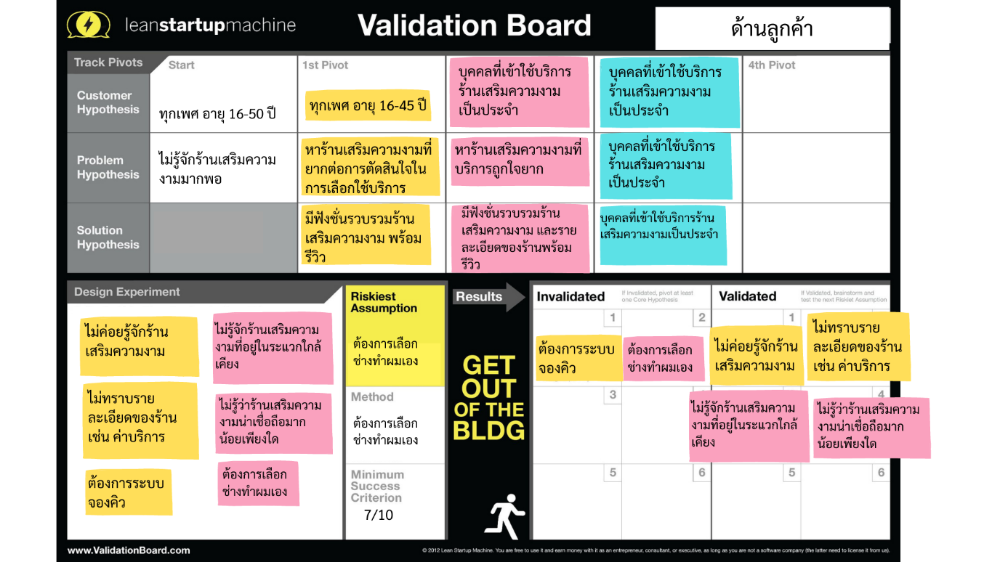 leanstartupmachine
Validation Board
ด้านลูกค้า
Track Pivots
Start
1st Pivot
4th Pivot
Customer
Hypothesis
ทุกเพศ อายุ 16-50 ปี
ทุกเพศ อายุ 16-45 ปี
บุคคลที่เข้าใช้บริการ
ร้านเสริมความงาม
เป็นประจำ
บุคคลที่เข้าใช้บริการ
ร้านเสริมความงาม
เป็นประจำ
Problem
Hypothesis
ไม่รู้จักร้านเสริมความ
งามมากพอ
หาร้านเสริมความงามที่
ยากต่อการตัดสินใจใน
การเลือกใช้บริการ
หาร้านเสริมความงามที่
บริการถูกใจยาก
บุคคลที่เข้าใช้บริการ
ร้านเสริมความงาม
เป็นประจำ
Solution
Hypothesis
มีฟังชั่นรวบรวมร้าน
เสริมความงาม พร้อม
รีวิว
มีฟังชั่นรวบรวมร้าน
เสริมความงาม และราย
ละเอียดของร้านพร้อม
รีวิว
บุคคลที่เข้าใช้บริการร้าน
เสริมความงามเป็นประจำ
Design Experiment
ไม่ค่อยรู้จักร้าน
เสริมความงาม
ไม่รู้จักร้านเสริมความ
งามที่อยู่ในระแวกใกล้
เคียง
ไม่ทราบราย
ละเอียดของร้าน
เช่น ค่าบริการ
ไม่รู้ว่าร้านเสริมความ
งามน่าเชื่อถือมาก
น้อยเพียงใด
ต้องการระบบ
จองคิว
ต้องการเลือก
ช่างทำผมเอง
Riskiest
Assumption
ต้องการเลือก
ช่างทำผมเอง
Method
ต้องการเลือก
ช่างทำผมเอง
Minimum
Success
Criterion
7/10
Results
GET
OUT
OF THE
BLDG
Invalidated
If Invalidated, pivot at least
one Core Hypothesis
Validated
If Validated, brainstorm and
test the next Riskiet Assumption
1
2
1
ต้องการระบบ
จองคิว
ต้องการเลือก
ช่างทำผมเอง
ไม่ค่อยรู้จักร้าน
เสริมความงาม
ไม่ทราบราย
ละเอียดของร้าน
เช่น ค่าบริการ
3
4
ไม่รู้จักร้านเสริมความ
งามที่อยู่ในระแวกใกล้
เคียง
ไม่รู้ว่าร้านเสริมความ
งามน่าเชื่อถือมาก
น้อยเพียงใด
5
6
5
6
www.ValidationBoard.com
© 2012 Lean Startup Machine. You are free to use it and earn money with it as an entrepreneur, consultant, or executive, as long as you are not a software company (the latter need to license it from us).